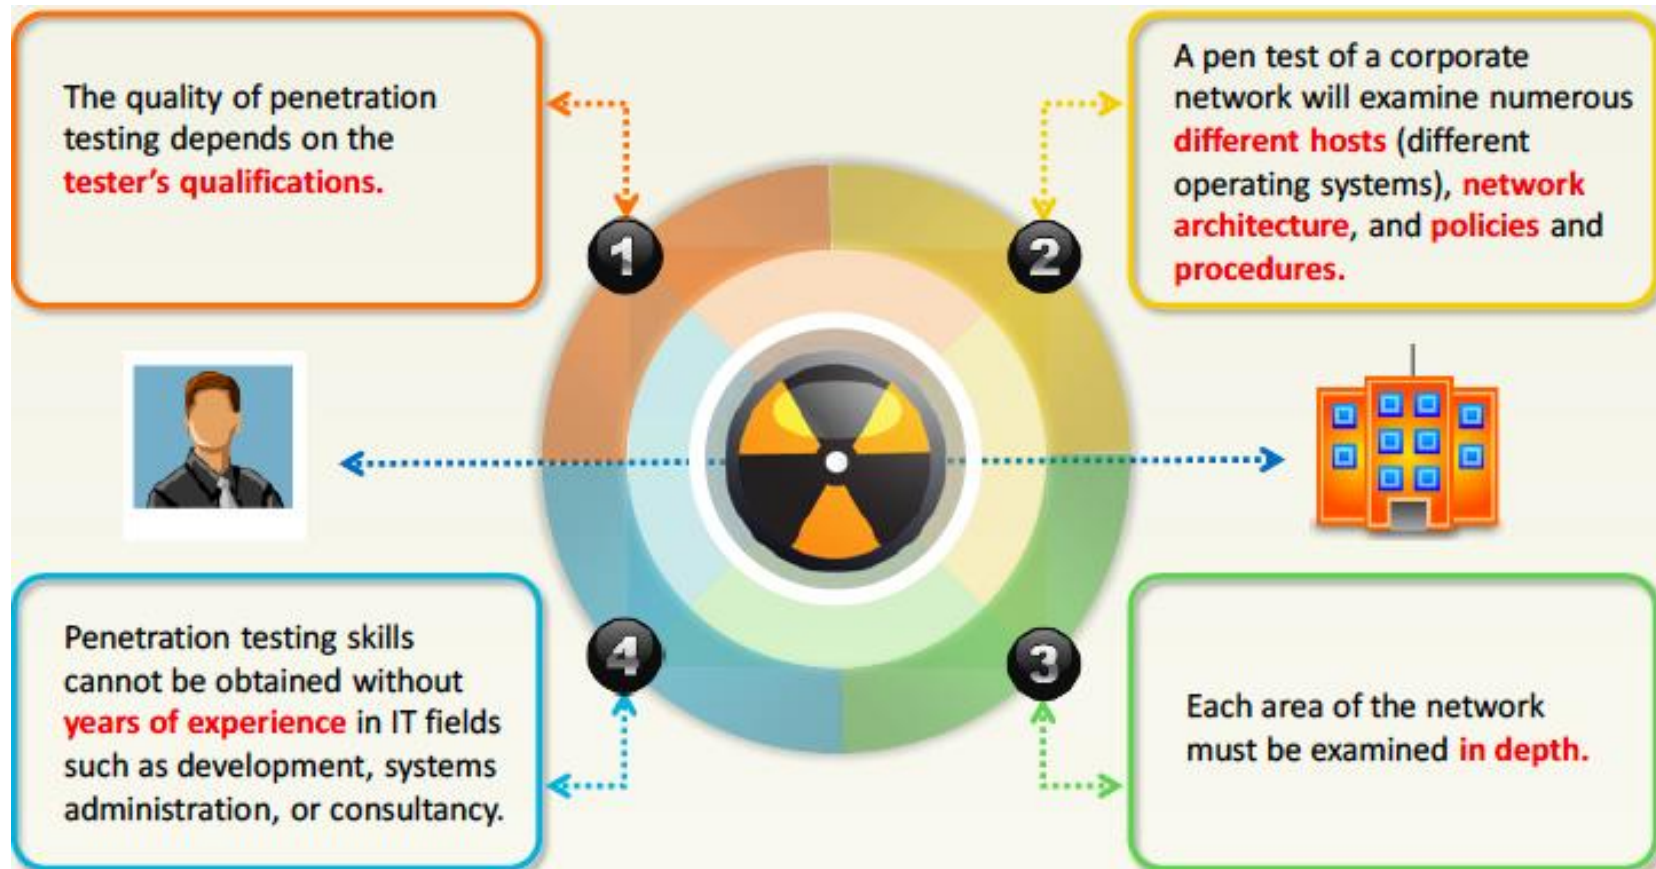 The quality of penetration
testing depends on the
tester's qualifications.
1
A pen test of a corporate
network will examine numerous
different hosts (different
operating systems), network
architecture, and policies and
procedures.
2
3
Each area of the network
must be examined in depth.
4
Penetration testing skills
cannot be obtained without
years of experience in IT fields
such as development, systems
administration, or consultancy.